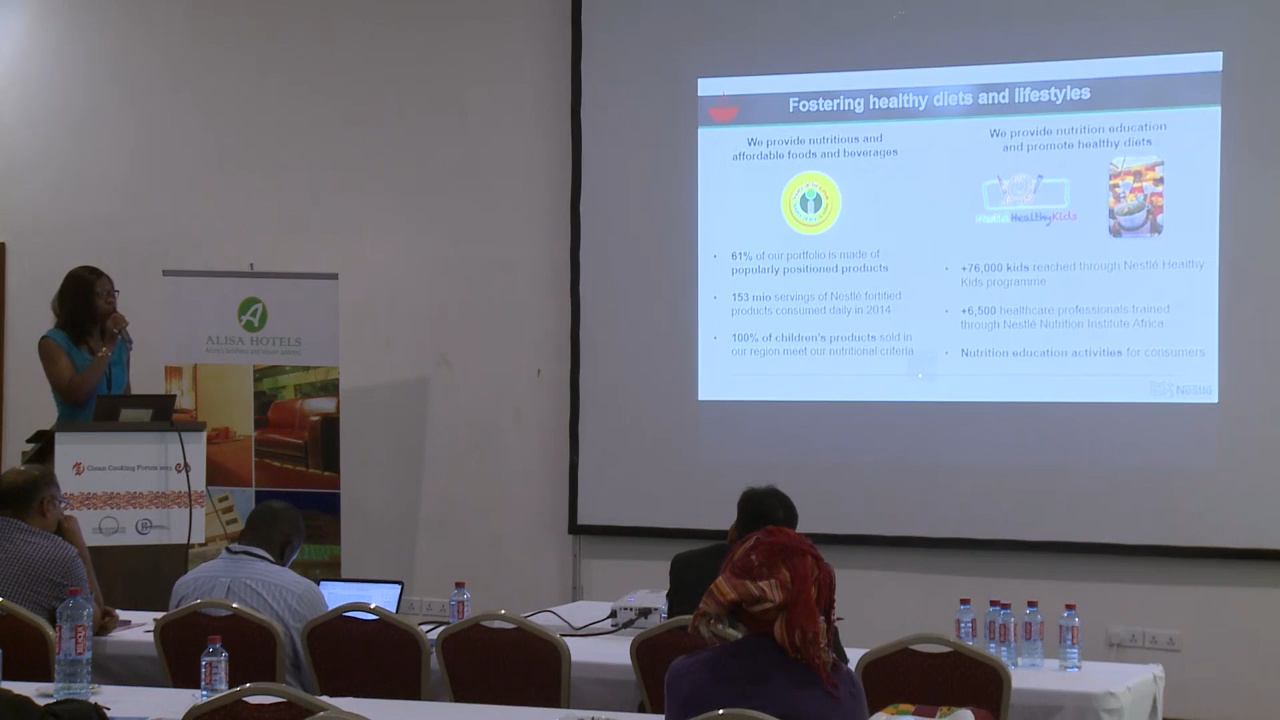 Fostering healthy diets and lifestyles
We provide nutritious and
affordable foods and beverages
61% of our portfolio is made of
popularly positioned products
153 mio servings of Nestlé fortified
products consumed daily in 2014
100% of children's products sold in
our region meet our nutritional criteria
We provide nutrition education
and promote healthy diets
HealthyKids
+76,000 kids reached through Nestlé Healthy
Kids programme
+6,500 healthcare professionals trained
through Nestlé Nutrition Institute Africa
Nutrition education activities for consumers
Nestlé
A
ALISA HOTELS
Clean Cooking Forum 2015